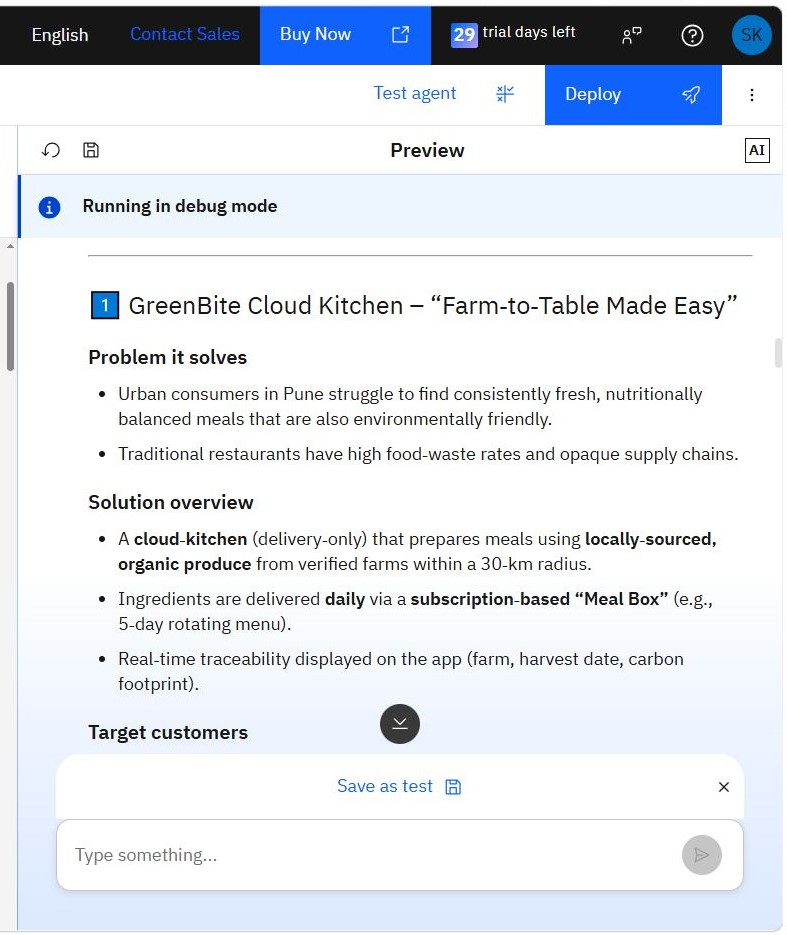 English Contact Sales Buy Now 29 trial days left SK
Test agent Deploy
Preview AI
Running in debug mode
1 GreenBite Cloud Kitchen – “Farm-to-Table Made Easy”
Problem it solves
• Urban consumers in Pune struggle to find consistently fresh, nutritionally
balanced meals that are also environmentally friendly.
• Traditional restaurants have high food-waste rates and opaque supply chains.
Solution overview
• A cloud-kitchen (delivery-only) that prepares meals using locally-sourced,
organic produce from verified farms within a 30-km radius.
• Ingredients are delivered daily via a subscription-based “Meal Box” (e.g.,
5-day rotating menu).
• Real-time traceability displayed on the app (farm, harvest date, carbon
footprint).
Target customers
Save as test
Type something...